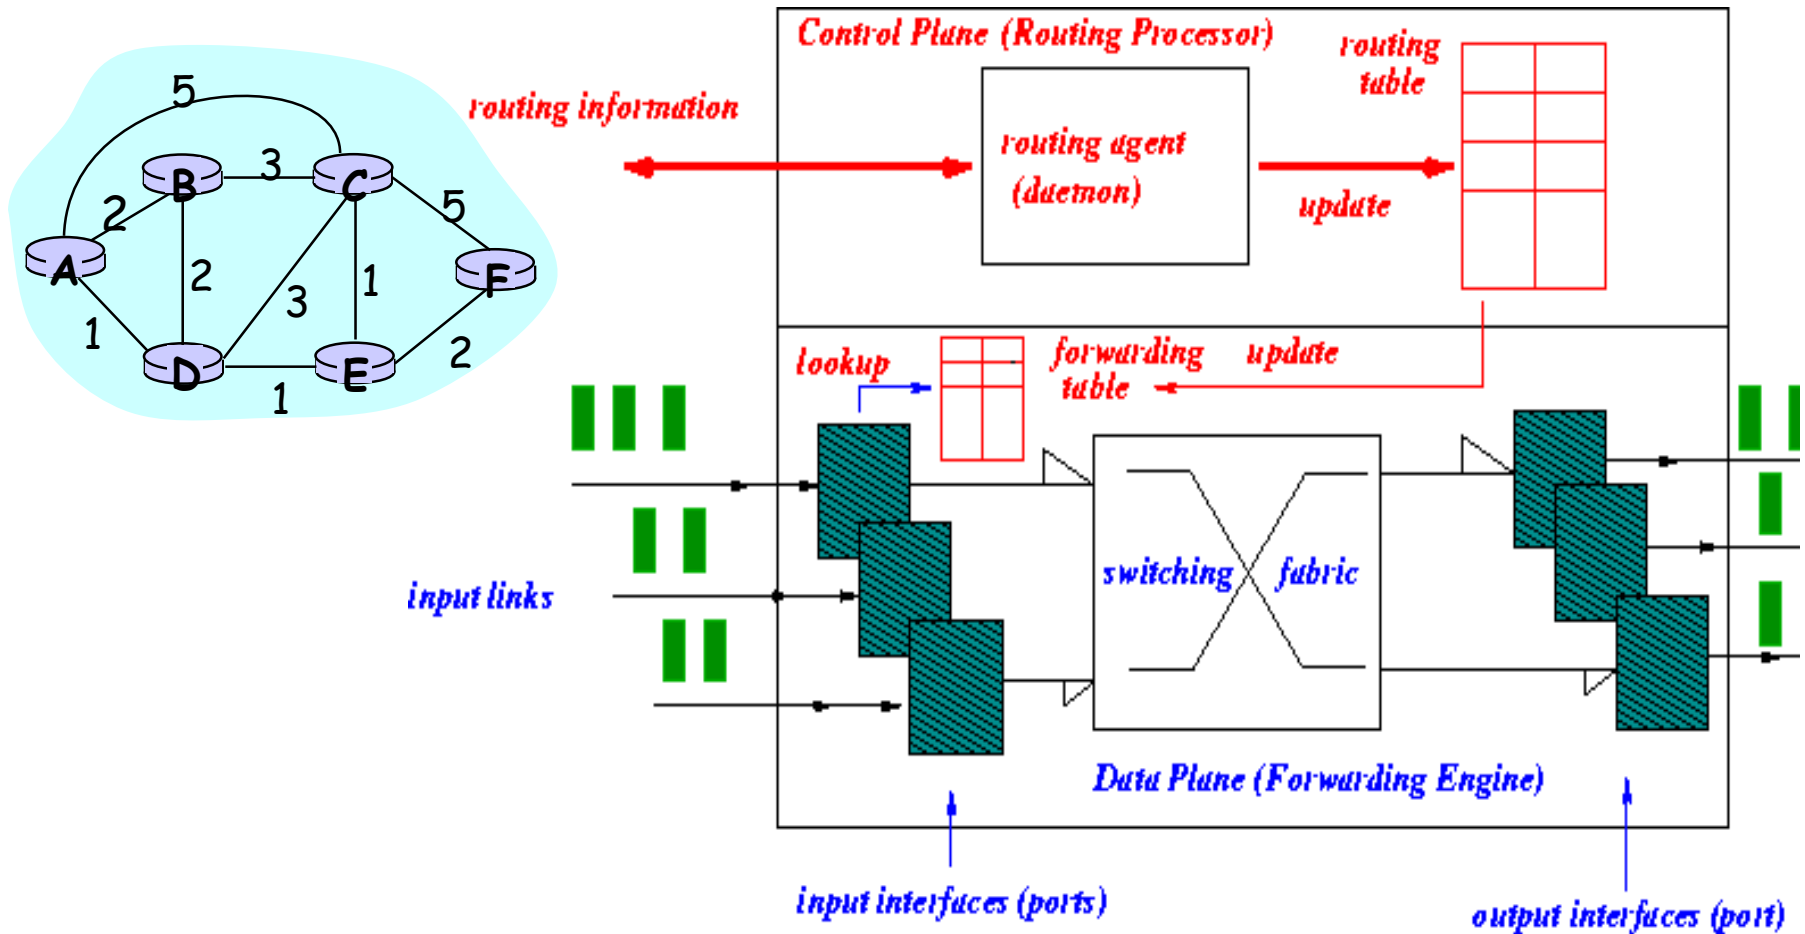 5
B
3
C
2
5
A
2
F
3
1
1
2
D
E
1
Control Plane (Routing Processor)
routing
table
routing information
routing agent
(daemon)
update
lookup
forwarding
table
update
input links
switching fabric
Data Plane (Forwarding Engine)
input interfaces (ports)
output interfaces (port)